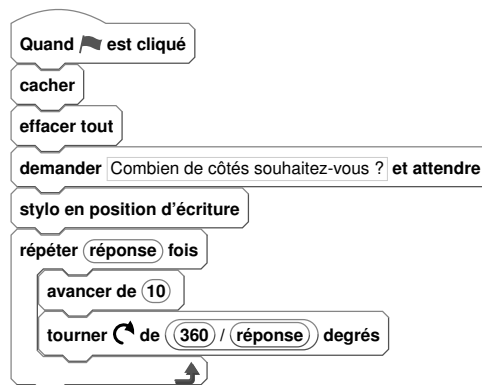 Quand est cliqué
cacher
effacer tout
demander Combien de côtés souhaitez-vous ? et attendre
stylo en position d'écriture
répéter réponse fois
avancer de 10
tourner de 360 / réponse degrés